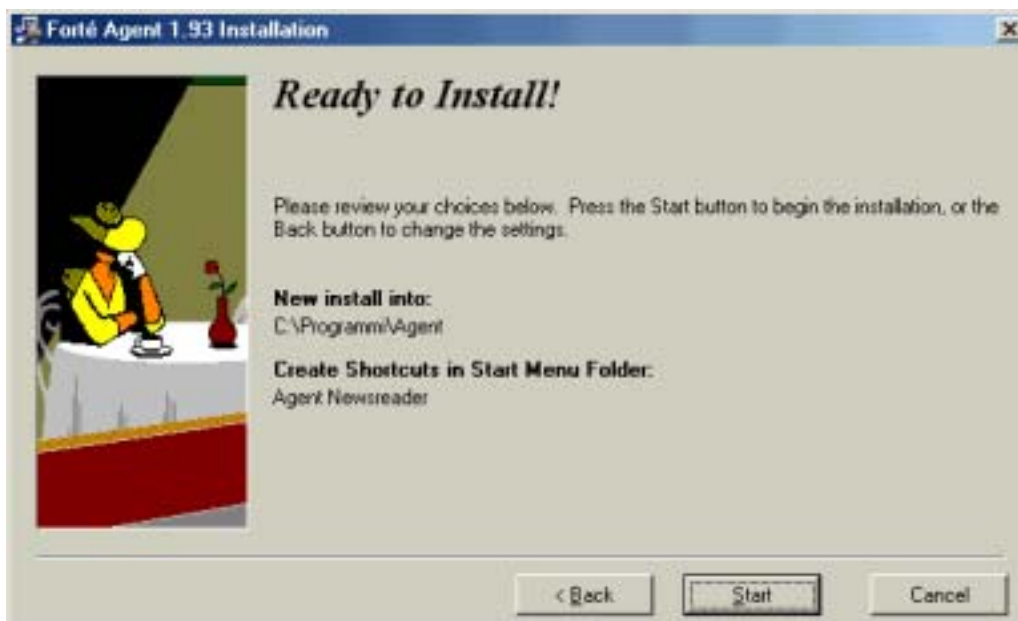 Forté Agent 1.93 Installation
Ready to Install!
Please review your choices below. Press the Start button to begin the installation, or the
Back button to change the settings.
New install into:
C:\Programmi\Agent
Create Shortcuts in Start Menu Folder:
Agent Newsreader
< Back
Start
Cancel